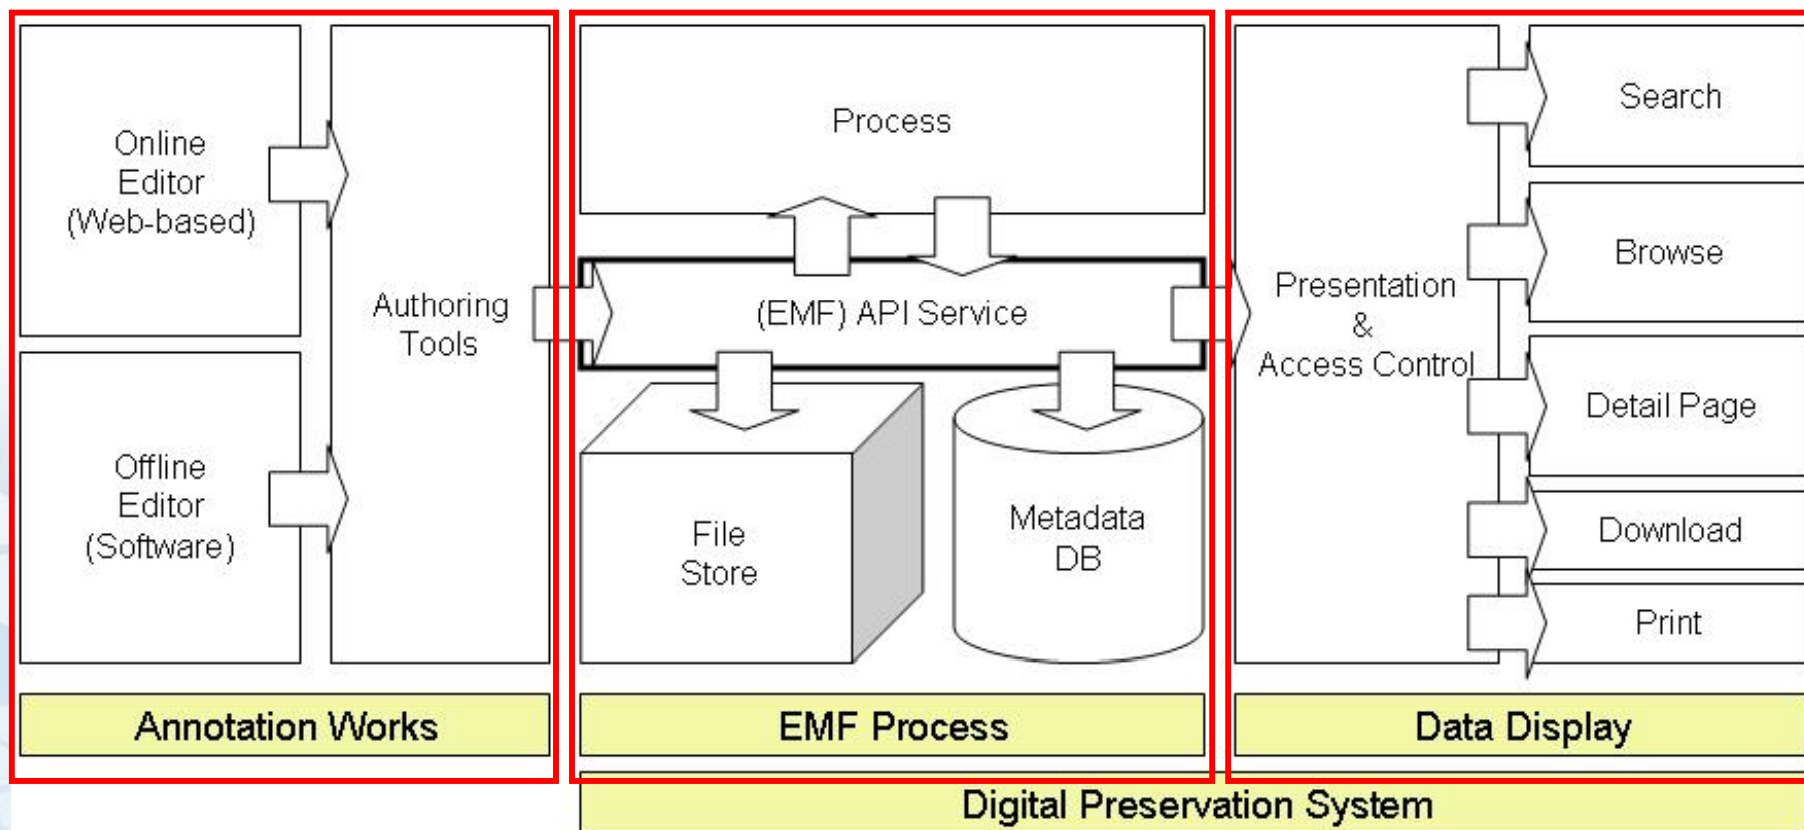 Online
Editor
(Web-based)
Offline
Editor
(Software)
Authoring
Tools
Annotation Works
Process
(EMF) API Service
File
Store
Metadata
DB
EMF Process
Presentation
&
Access Control
Search
Browse
Detail Page
Download
Print
Data Display
Digital Preservation System